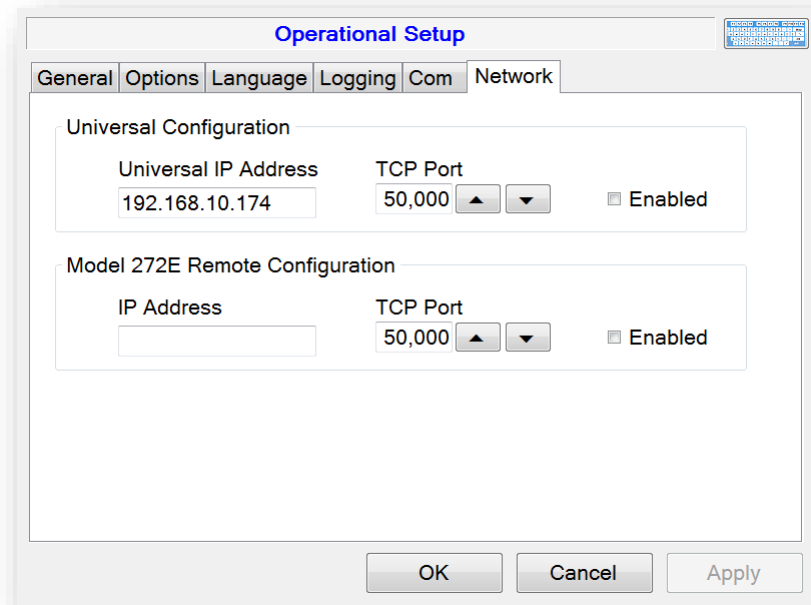 Operational Setup
General Options Language Logging Com Network
Universal Configuration
Universal IP Address TCP Port
192.168.10.174 50,000 Enabled
Model 272E Remote Configuration
IP Address TCP Port
50,000 Enabled
OK Cancel Apply